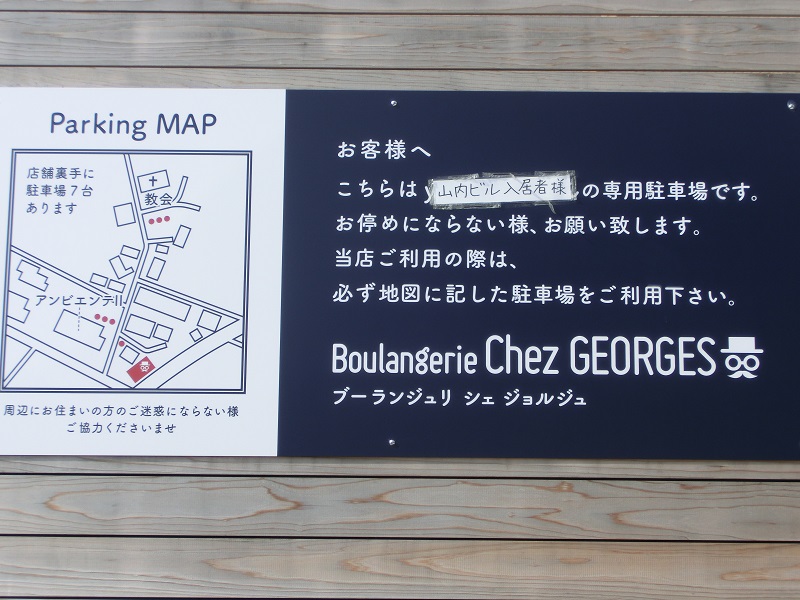 Parking MAP
店舗裏手に
駐車場7台
あります
教会
アンビエンテII
周辺にお住まいの方のご迷惑にならない様
ご協力くださいませ
お客様へ
こちらは 山内ビル入居者様 の専用駐車場です。
お停めにならない様、お願い致します。
当店ご利用の際は、
必ず地図に記した駐車場をご利用下さい。
Boulangerie Chez GEORGES
ブーランジュリ シェ ジョルジュ